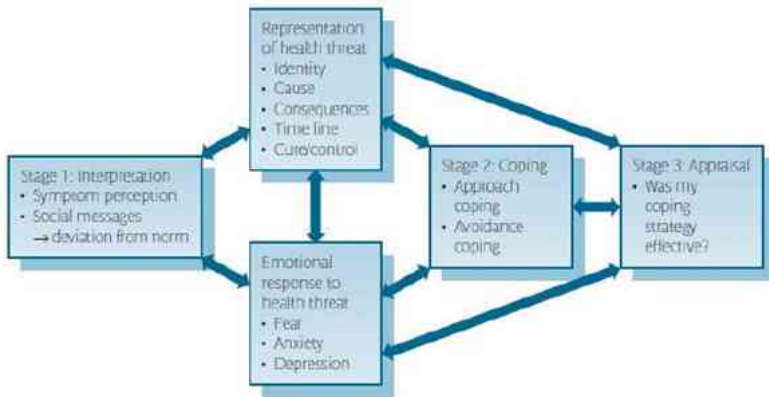 Representation
of health threat
• Identity
• Cause
• Consequences
• Time line
• Cure/control
Stage 1: Interpretation
• Symptom perception
• Social messages
→ deviation from norm
Stage 2: Coping
• Approach
coping
• Avoidance
coping
Stage 3: Appraisal
• Was my
coping
strategy
effective?
Emotional
response to
health threat
• Fear
• Anxiety
• Depression